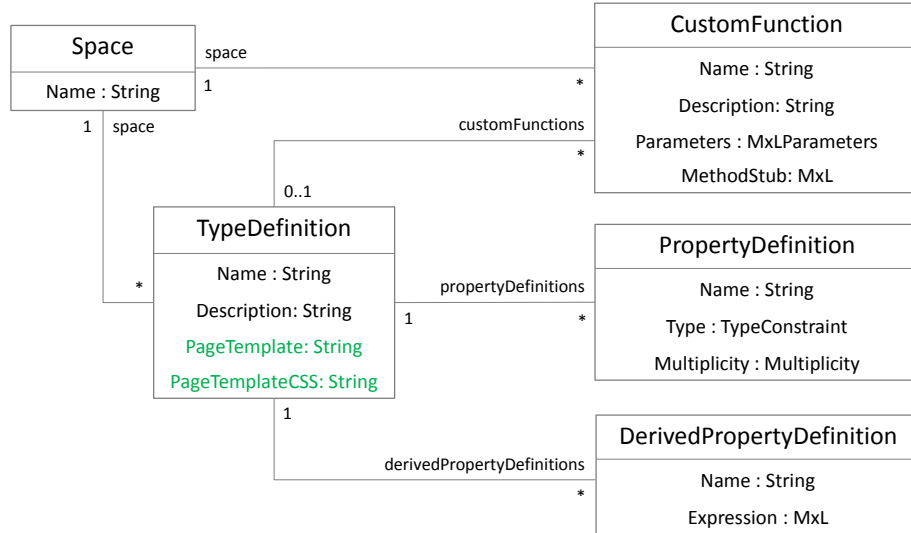 Space
Name : String
space
1
*
CustomFunction
Name : String
Description: String
Parameters : MxLParameters
MethodStub: MxL
1
space
*
customFunctions
*
0..1
TypeDefinition
Name : String
Description: String
PageTemplate: String
PageTemplateCSS: String
propertyDefinitions
1
*
PropertyDefinition
Name : String
Type : TypeConstraint
Multiplicity : Multiplicity
1
derivedPropertyDefinitions
*
DerivedPropertyDefinition
Name : String
Expression : MxL